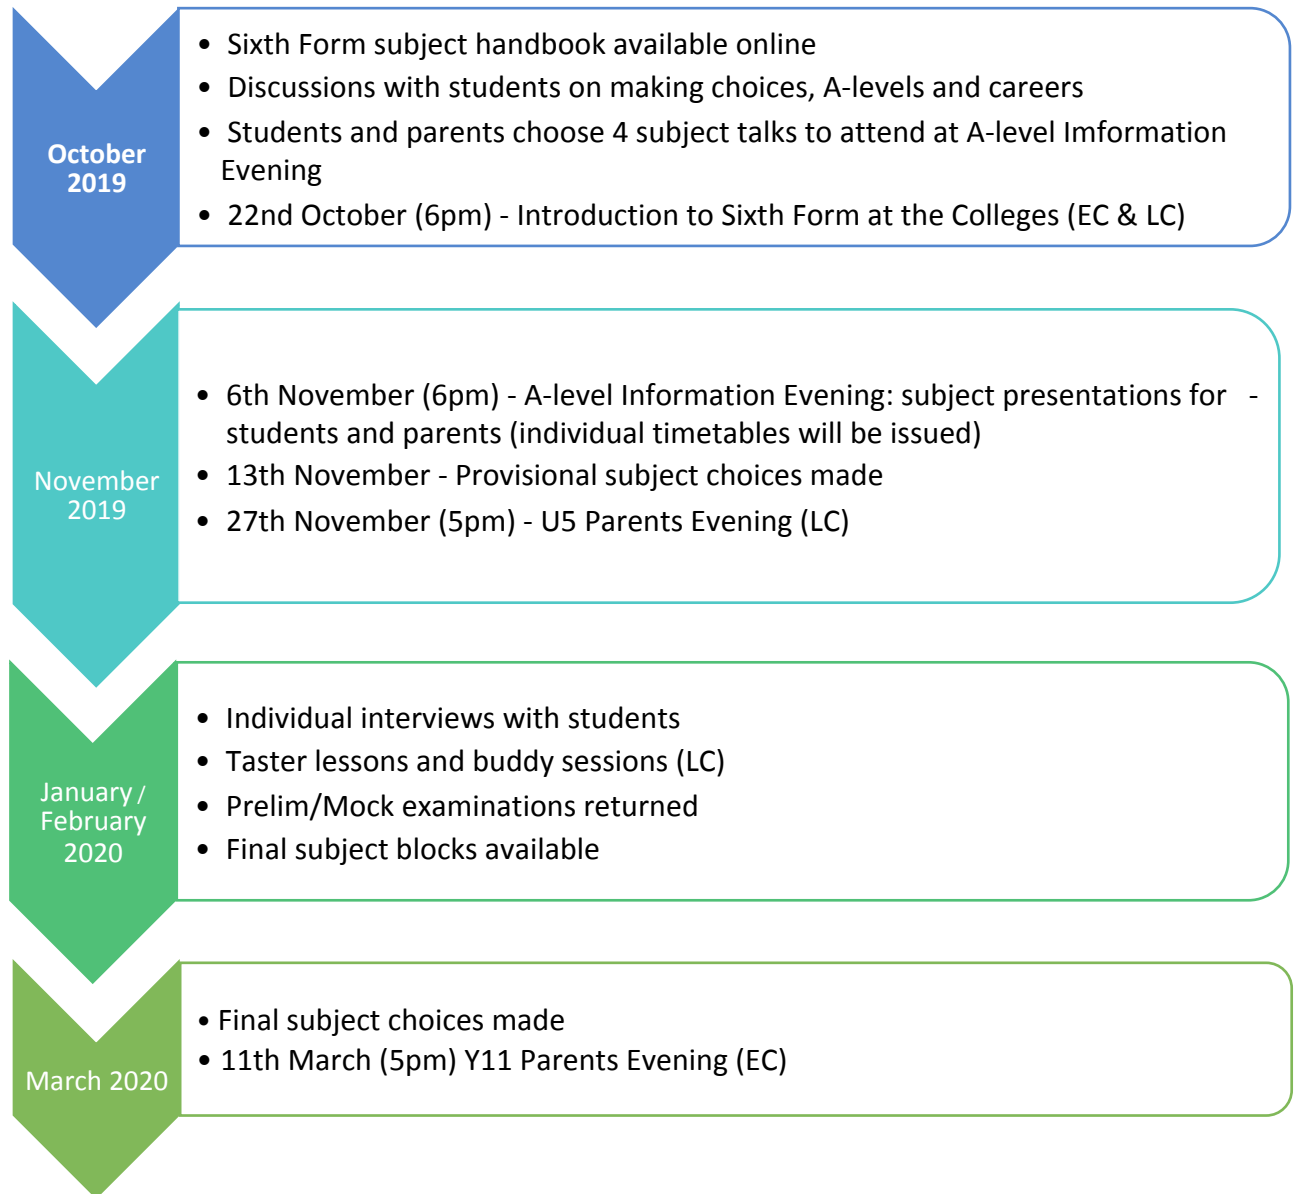 October
2019
• Sixth Form subject handbook available online
• Discussions with students on making choices, A-levels and careers
• Students and parents choose 4 subject talks to attend at A-level Imformation
Evening
• 22nd October (6pm) - Introduction to Sixth Form at the Colleges (EC & LC)
November
2019
• 6th November (6pm) - A-level Information Evening: subject presentations for -
students and parents (individual timetables will be issued)
• 13th November - Provisional subject choices made
• 27th November (5pm) - U5 Parents Evening (LC)
January /
February
2020
• Individual interviews with students
• Taster lessons and buddy sessions (LC)
• Prelim/Mock examinations returned
• Final subject blocks available
March 2020
• Final subject choices made
• 11th March (5pm) Y11 Parents Evening (EC)